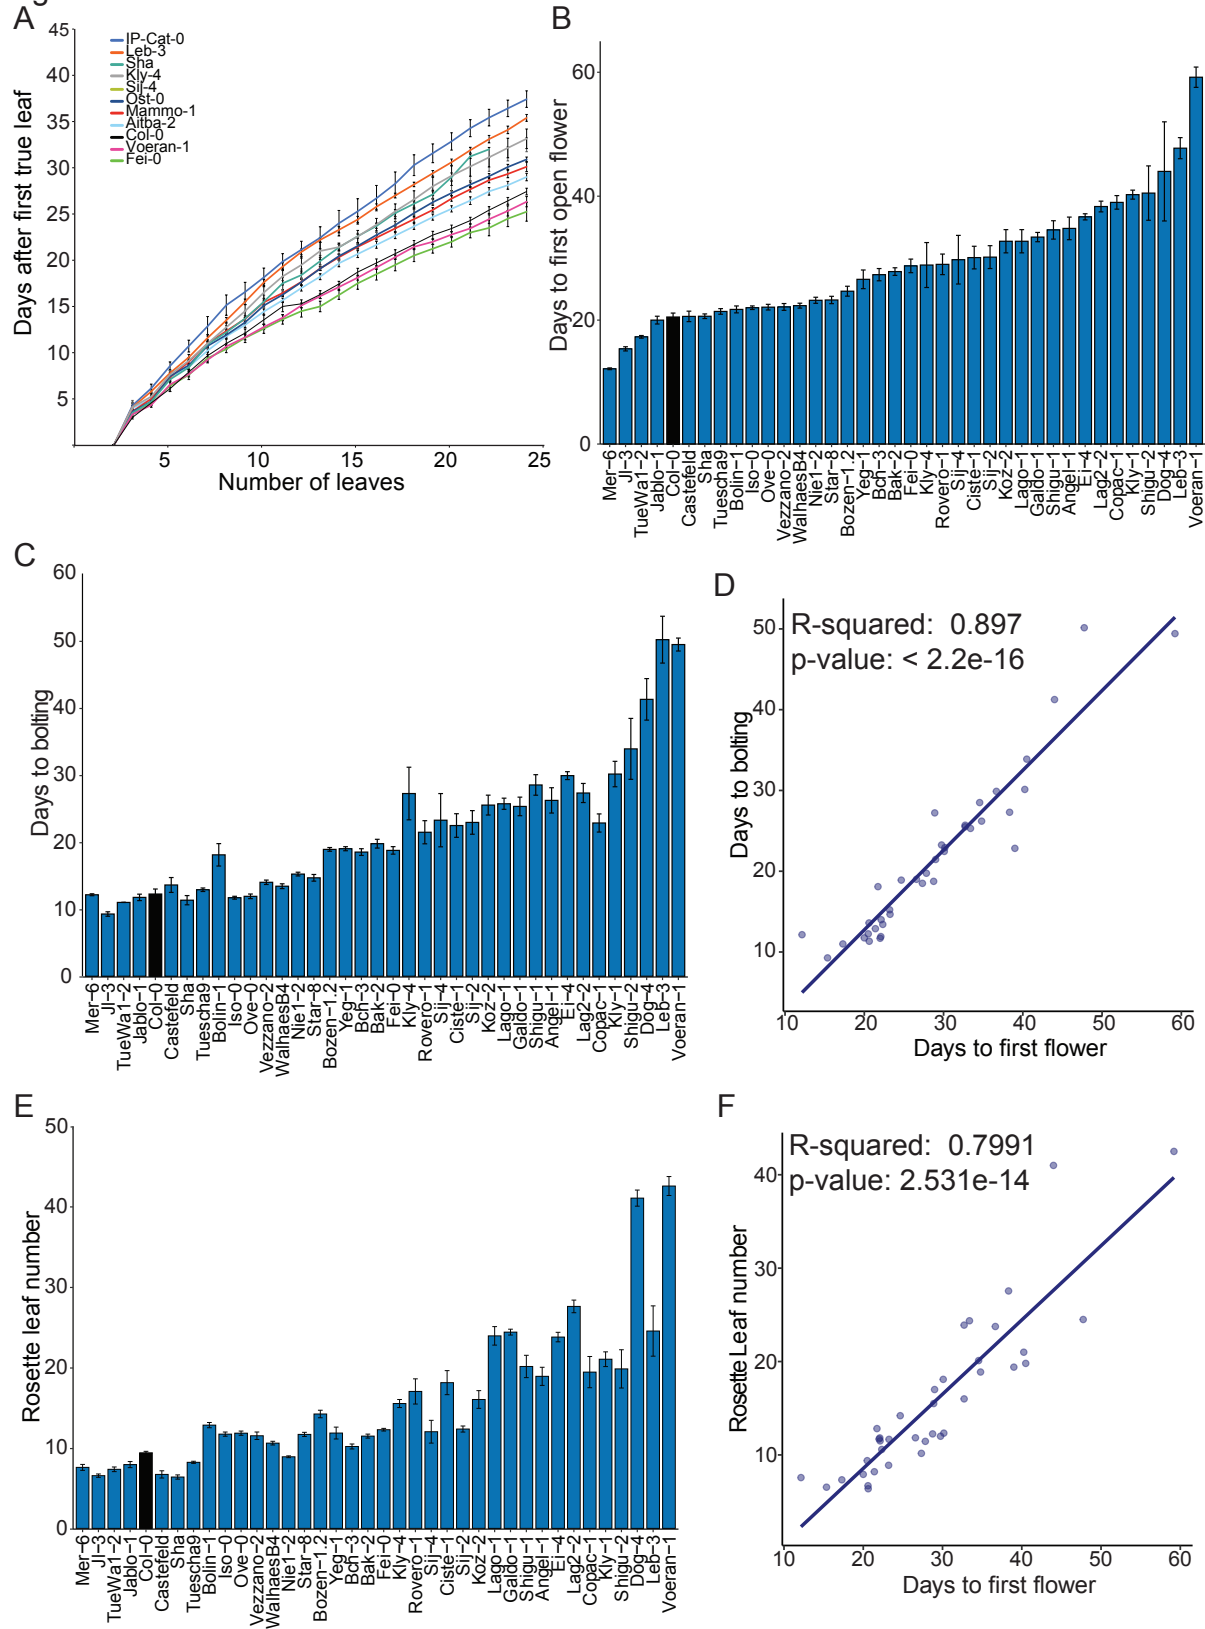 A
45
40
35
30
25
20
15
10
5
Days after first true leaf
IP-Cat-0
Leb-3
Sha
Kly-4
Sij-4
Ost-0
Mammo-1
Aitba-2
Col-0
Voeran-1
Fei-0
5 10 15 20 25
Number of leaves
B
60
40
20
0
Days to first open flower
Mer-6
Jl-3
TueWa1-2
Jablo-1
Col-0
Castefeld
Sha
Tuescha9
Bolin-1
Iso-0
Ove-0
Vezzano-2
WalhaesB4
Nie1-2
Star-8
Bozen-1.2
Yeg-1
Bch-3
Bak-2
Fei-0
Kly-4
Rovero-1
Sij-4
Ciste-1
Sij-2
Koz-2
Lago-1
Galdo-1
Shigu-1
Angel-1
Ei-4
Lag2-2
Copac-1
Kly-1
Shigu-2
Dog-4
Leb-3
Voeran-1
C
60
50
40
30
20
10
0
Days to bolting
Mer-6
Jl-3
TueWa1-2
Jablo-1
Col-0
Castefeld
Sha
Tuescha9
Bolin-1
Iso-0
Ove-0
Vezzano-2
WalhaesB4
Nie1-2
Star-8
Bozen-1.2
Yeg-1
Bch-3
Bak-2
Fei-0
Kly-4
Rovero-1
Sij-4
Ciste-1
Sij-2
Koz-2
Lago-1
Galdo-1
Shigu-1
Angel-1
Ei-4
Lag2-2
Copac-1
Kly-1
Shigu-2
Dog-4
Leb-3
Voeran-1
D
R-squared: 0.897
p-value: < 2.2e-16
50
40
30
20
10
Days to bolting
10 20 30 40 50 60
Days to first flower
E
50
40
30
20
10
0
Rosette leaf number
Mer-6
Jl-3
TueWa1-2
Jablo-1
Col-0
Castefeld
Sha
Tuescha9
Bolin-1
Iso-0
Ove-0
Vezzano-2
WalhaesB4
Nie1-2
Star-8
Bozen-1.2
Yeg-1
Bch-3
Bak-2
Fei-0
Kly-4
Rovero-1
Sij-4
Ciste-1
Sij-2
Koz-2
Lago-1
Galdo-1
Shigu-1
Angel-1
Ei-4
Lag2-2
Copac-1
Kly-1
Shigu-2
Dog-4
Leb-3
Voeran-1
F
R-squared: 0.7991
p-value: 2.531e-14
40
30
20
10
Rosette Leaf number
10 20 30 40 50 60
Days to first flower